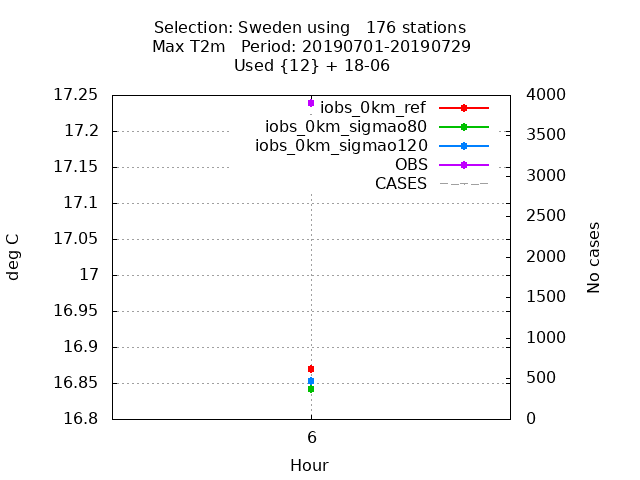 Selection: Sweden using   176 stations
Max T2m   Period: 20190701-20190729
Used {12} + 18-06
iobs_0km_ref
iobs_0km_sigmao80
iobs_0km_sigmao120
OBS
CASES
17.25
17.2
17.15
17.1
17.05
17
16.95
16.9
16.85
16.8
deg C
4000
3500
3000
2500
2000
1500
1000
500
0
No cases
6
Hour